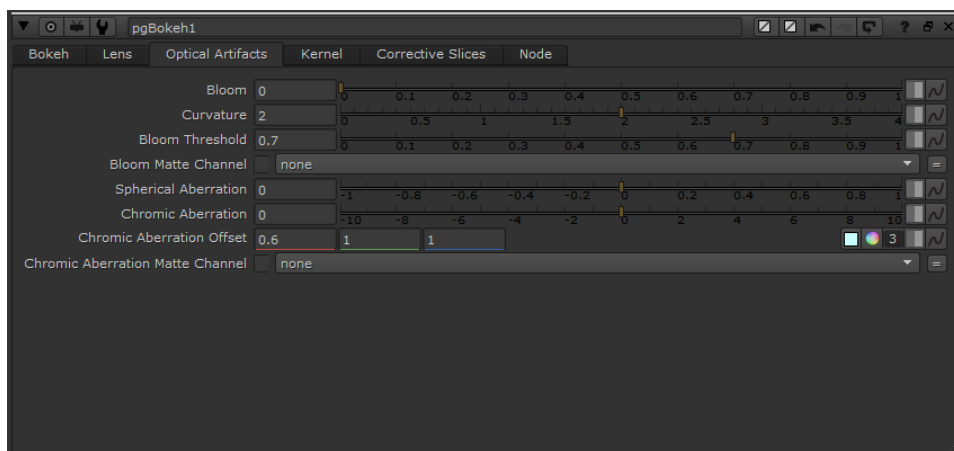 pgBokeh1 ?
Bokeh Lens Optical Artifacts Kernel Corrective Slices Node
Bloom 0 0 0.1 0.2 0.3 0.4 0.5 0.6 0.7 0.8 0.9 1
Curvature 2 0 0.5 1 1.5 2 2.5 3 3.5 4
Bloom Threshold 0.7 0 0.1 0.2 0.3 0.4 0.5 0.6 0.7 0.8 0.9 1
Bloom Matte Channel none =
Spherical Aberration 0 -1 -0.8 -0.6 -0.4 -0.2 0 0.2 0.4 0.6 0.8 1
Chromic Aberration 0 -10 -8 -6 -4 -2 0 2 4 6 8 10
Chromic Aberration Offset 0.6 1 1 3
Chromic Aberration Matte Channel none =